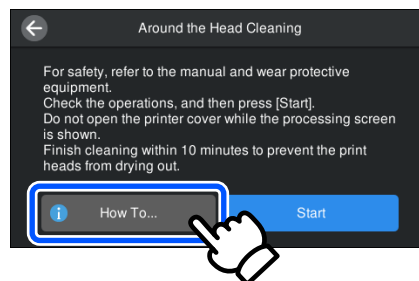 Around the Head Cleaning
For safety, refer to the manual and wear protective
equipment.
Check the operations, and then press [Start].
Do not open the printer cover while the processing screen
is shown.
Finish cleaning within 10 minutes to prevent the print
heads from drying out.
i How To... Start